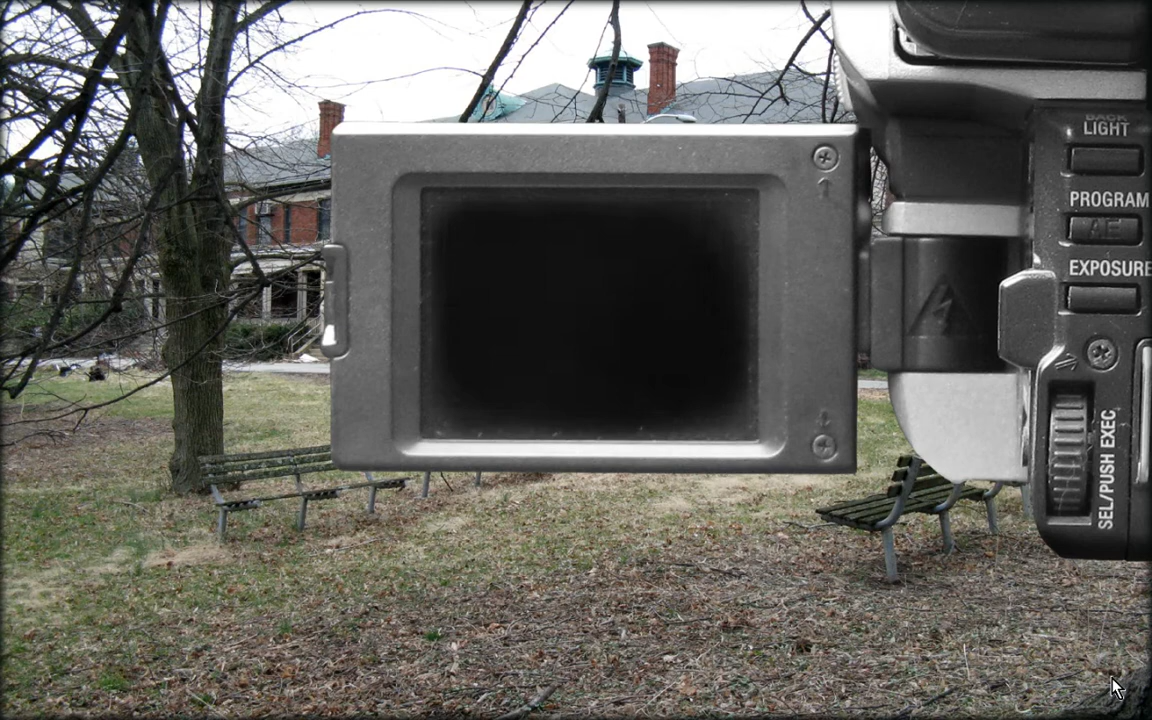 BACK
LIGHT
PROGRAM
AE
EXPOSURE
SEL/PUSH EXEC